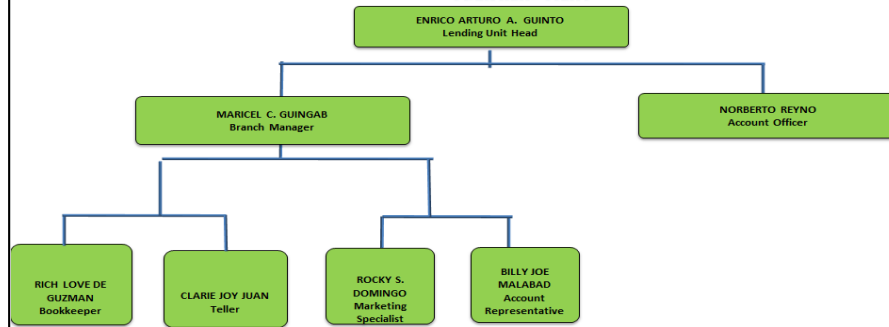 ENRICO ARTURO A. GUINTO
Lending Unit Head
MARICEL C. GUINGAB
Branch Manager
NORBERTO REYNO
Account Officer
RICH LOVE DE
GUZMAN
Bookkeeper
CLARIE JOY JUAN
Teller
ROCKY S.
DOMINGO
Marketing
Specialist
BILLY JOE
MALABAD
Account
Representative